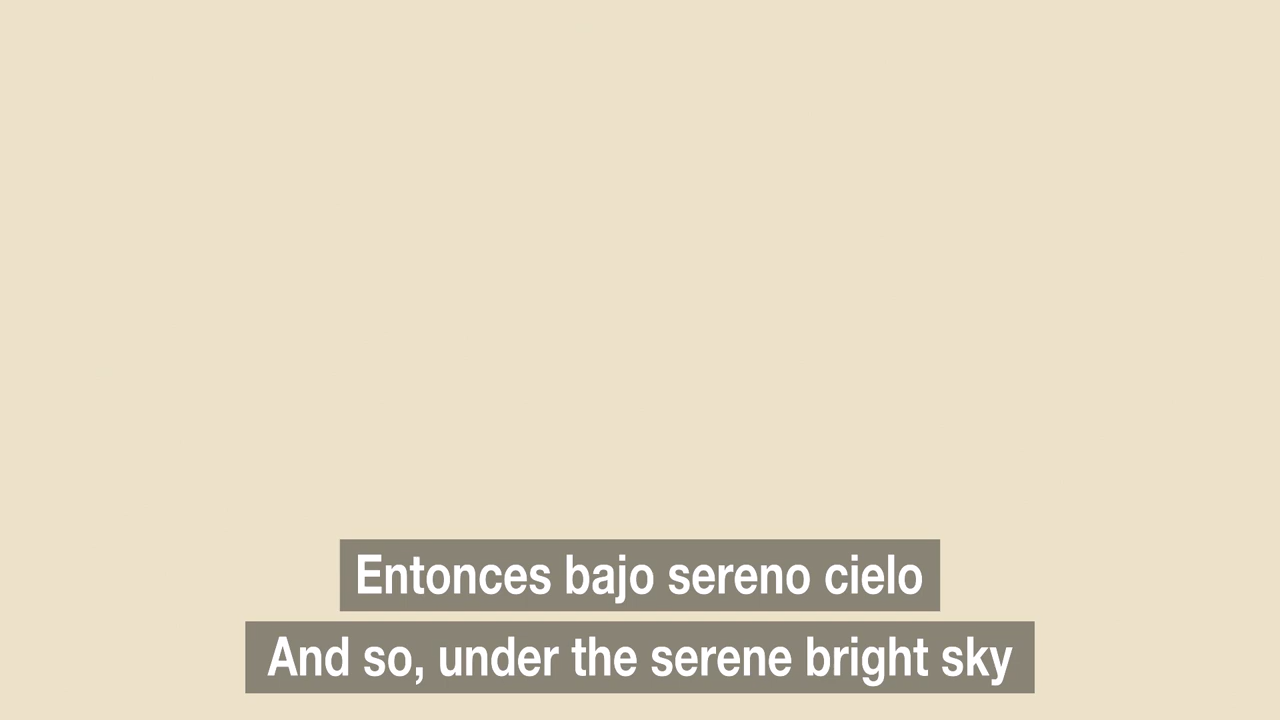 Entonces bajo sereno cielo
And so, under the serene bright sky